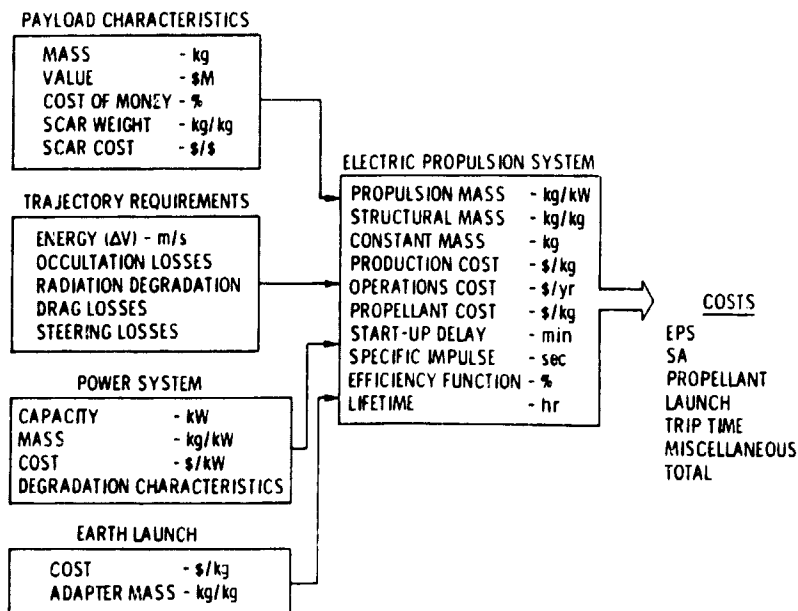 PAYLOAD CHARACTERISTICS
MASS - kg
VALUE - $M
COST OF MONEY - %
SCAR WEIGHT - kg/kg
SCAR COST - $/$
TRAJECTORY REQUIREMENTS
ENERGY (ΔV) - m/s
OCCULTATION LOSSES
RADIATION DEGRADATION
DRAG LOSSES
STEERING LOSSES
POWER SYSTEM
CAPACITY - kW
MASS - kg/kW
COST - $/kW
DEGRADATION CHARACTERISTICS
EARTH LAUNCH
COST - $/kg
ADAPTER MASS - kg/kg
ELECTRIC PROPULSION SYSTEM
PROPULSION MASS - kg/kW
STRUCTURAL MASS - kg/kg
CONSTANT MASS - kg
PRODUCTION COST - $/kg
OPERATIONS COST - $/yr
PROPELLANT COST - $/kg
START-UP DELAY - min
SPECIFIC IMPULSE - sec
EFFICIENCY FUNCTION - %
LIFETIME - hr
COSTS
EPS
SA
PROPELLANT
LAUNCH
TRIP TIME
MISCELLANEOUS
TOTAL